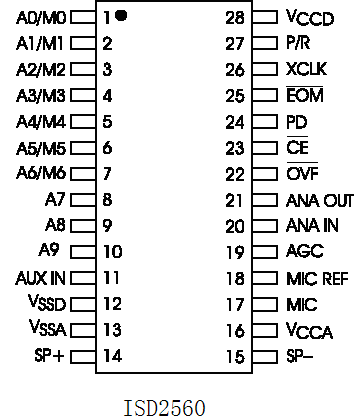 A0/M0 1 28 VCCD
A1/M1 2 27 P/R
A2/M2 3 26 XCLK
A3/M3 4 25 EOM
A4/M4 5 24 PD
A5/M5 6 23 CE
A6/M6 7 22 OVF
A7 8 21 ANA OUT
A8 9 20 ANA IN
A9 10 19 AGC
AUX IN 11 18 MIC REF
VSSD 12 17 MIC
VSSA 13 16 VCCA
SP+ 14 15 SP-
ISD2560